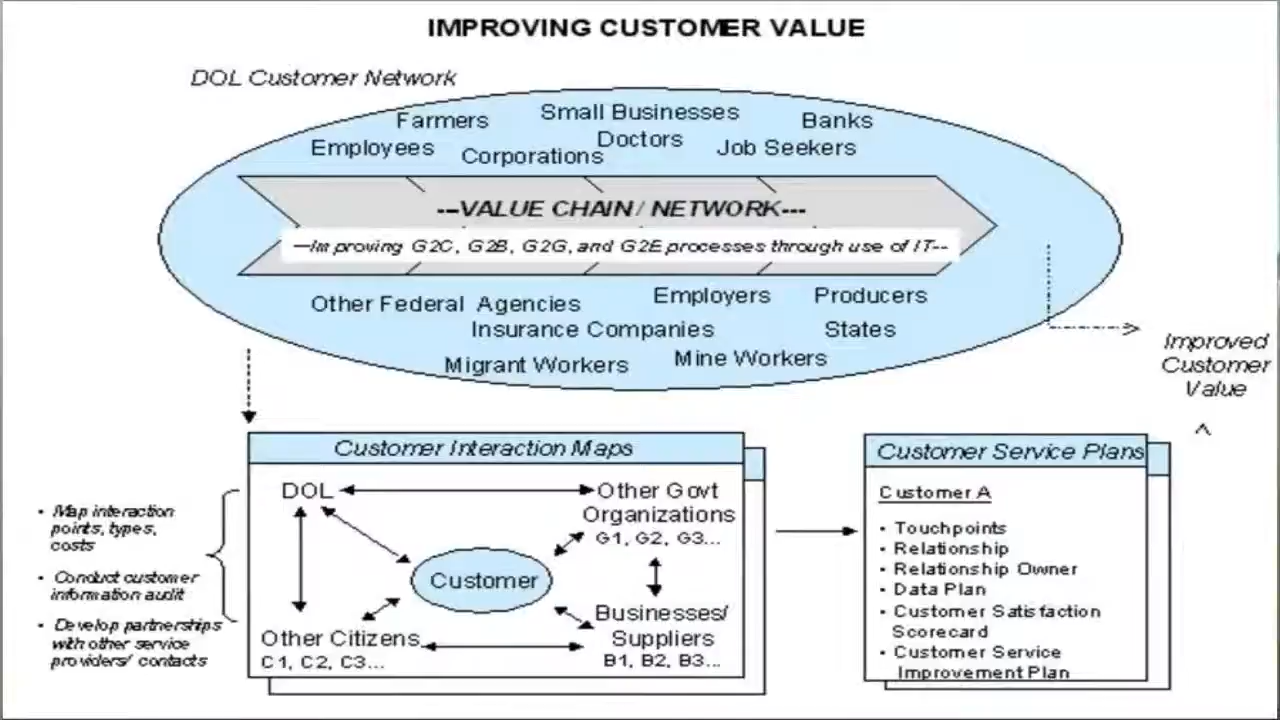 IMPROVING CUSTOMER VALUE
DOL Customer Network
Farmers
Small Businesses
Banks
Employees
Corporations
Doctors
Job Seekers
---VALUE CHAIN/ NETWORK---
—Improving G2C, G2B, G2G, and G2E processes through use of IT--
Other Federal Agencies
Employers
Producers
Insurance Companies
States
Migrant Workers
Mine Workers
Improved
Customer
Value
Customer Interaction Maps
DOL
Other Govt
Organizations
G1, G2, G3...
Customer
Other Citizens
C1, C2, C3...
Businesses/
Suppliers
B1, B2, B3...
• Map interaction
points, types,
costs
• Conduct customer
information audit
• Develop partnerships
with other service
providers/ contacts
Customer Service Plans
Customer A
• Touchpoints
• Relationship
• Relationship Owner
• Data Plan
• Customer Satisfaction
Scorecard
• Customer Service
Improvement Plan